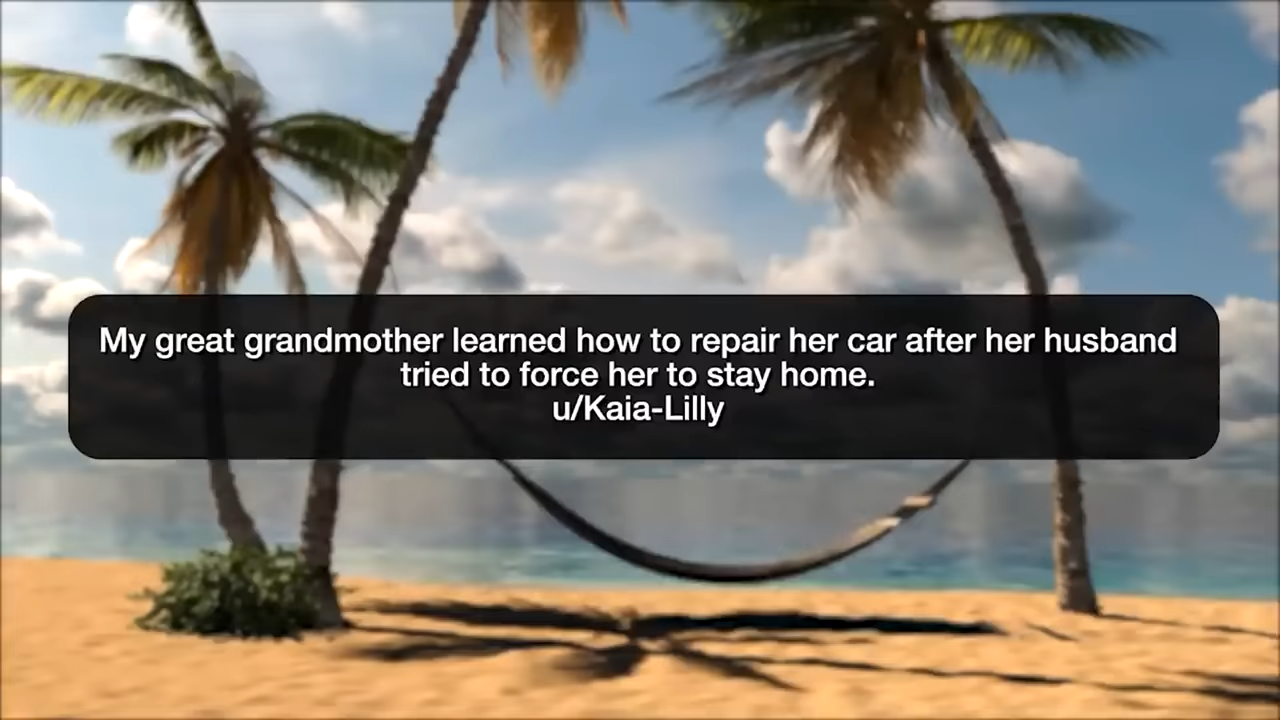 My great grandmother learned how to repair her car after her husband
tried to force her to stay home.
u/Kaia-Lilly